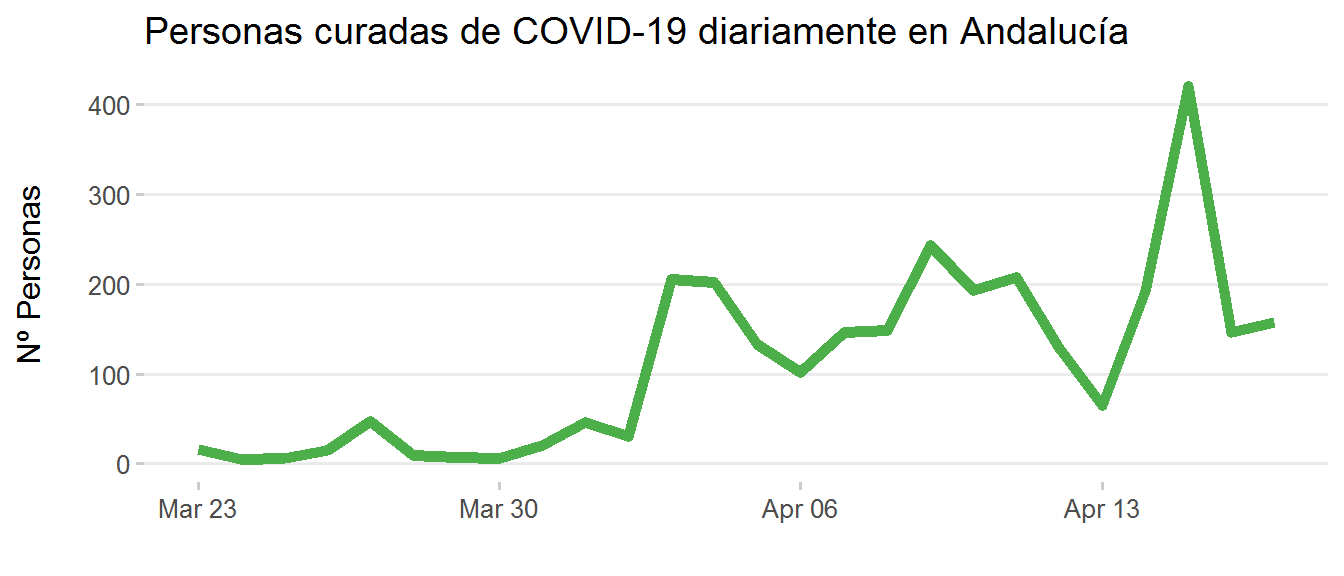 Personas curadas de COVID-19 diariamente en Andalucía
Nº Personas
400
300
200
100
0
Mar 23 Mar 30 Apr 06 Apr 13